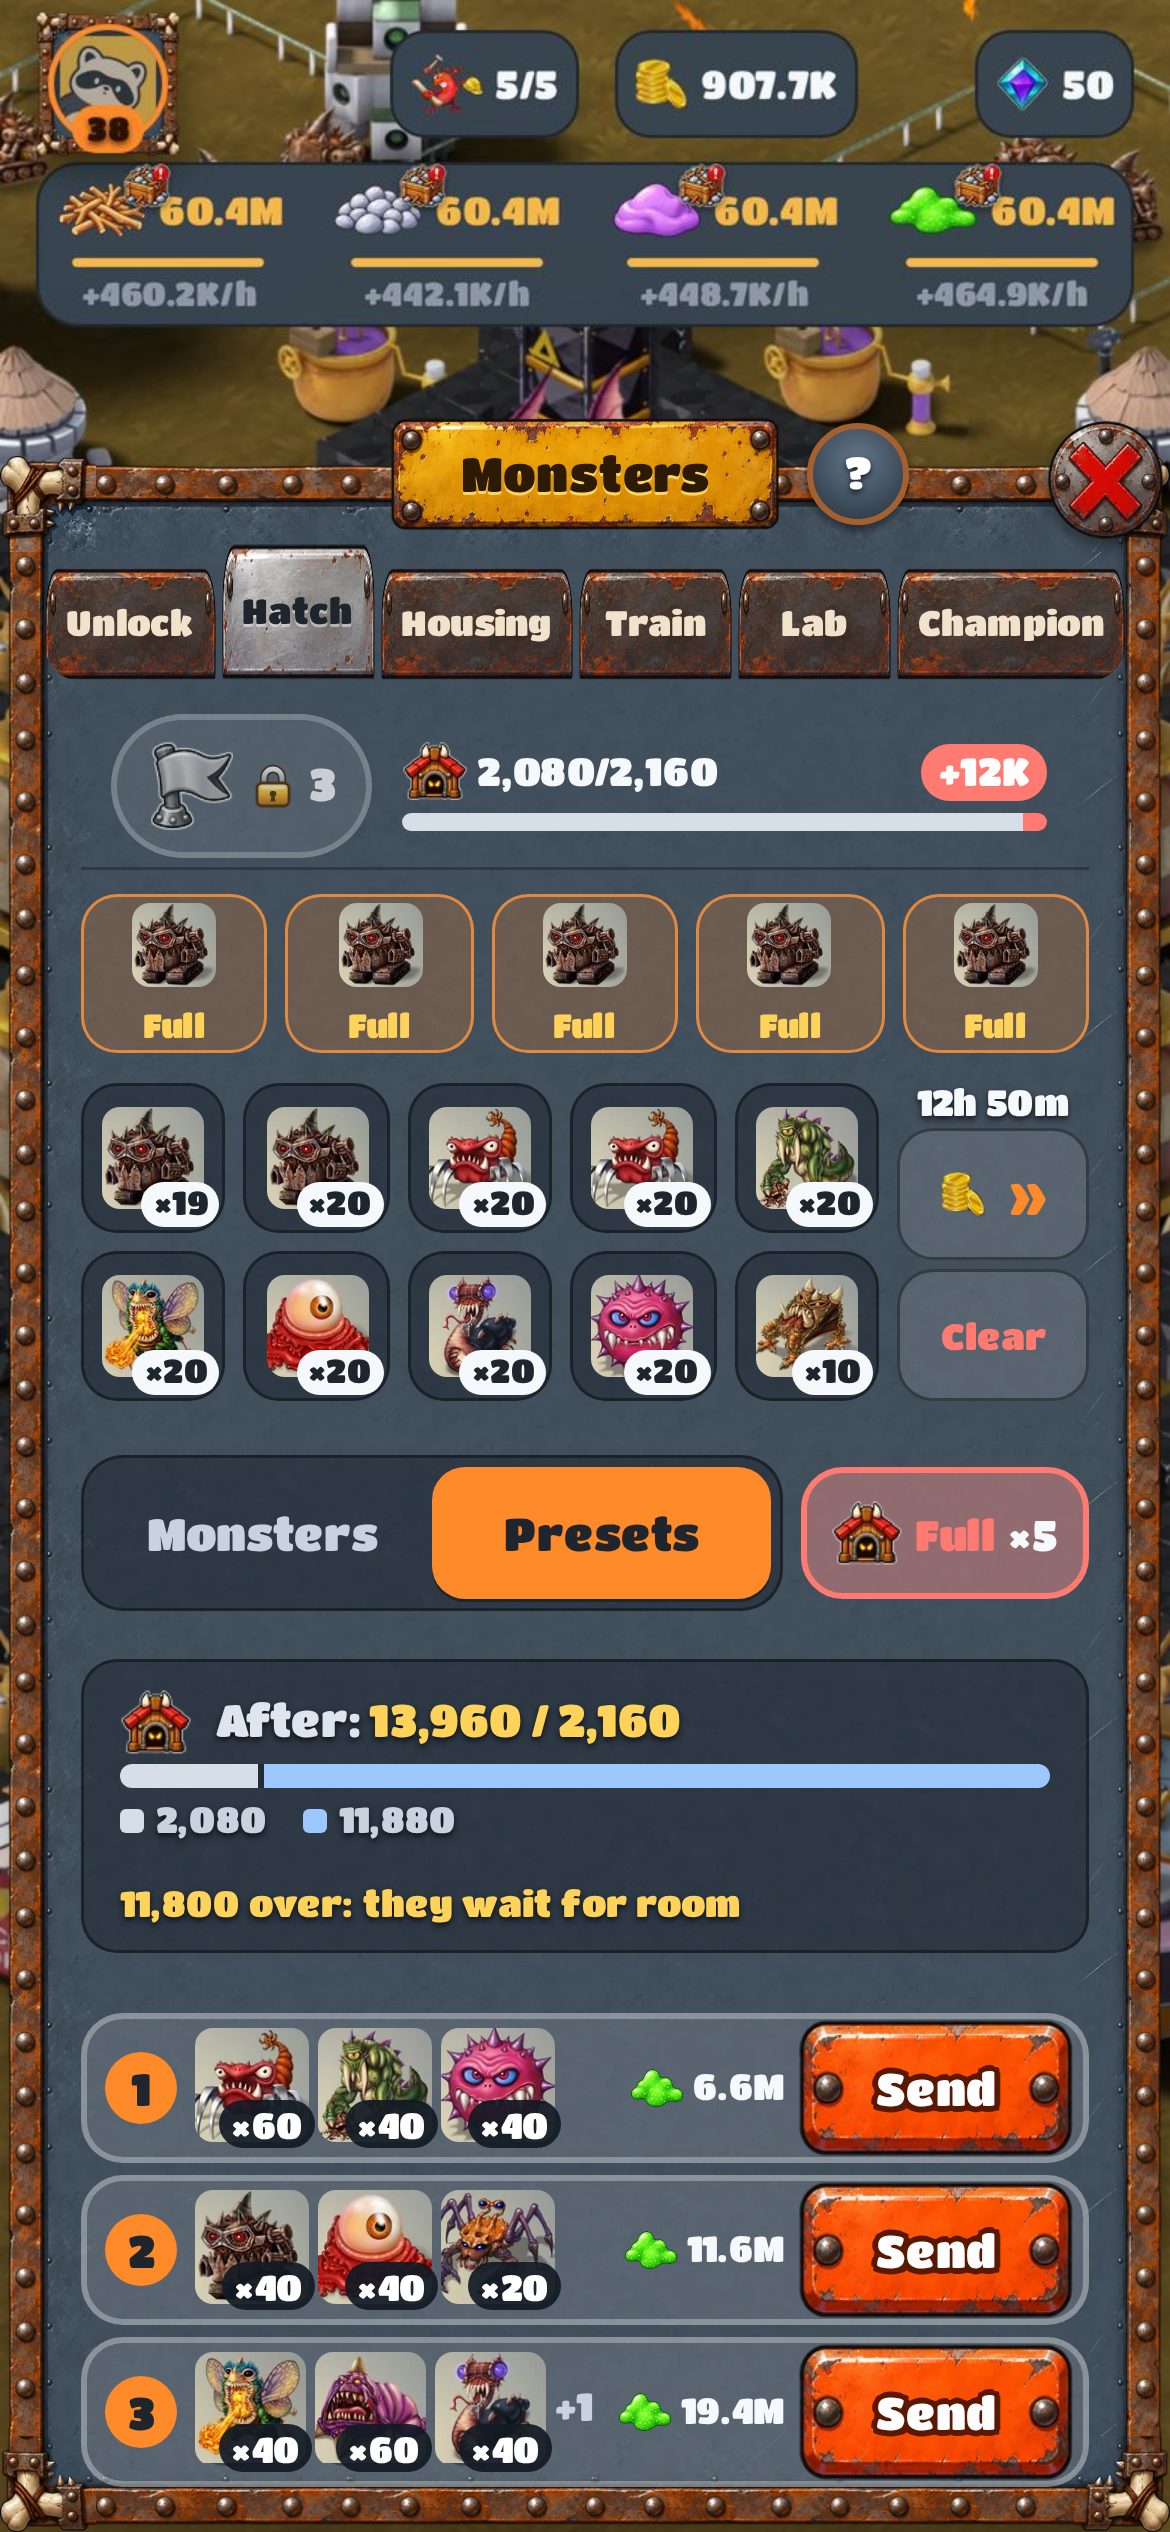 38
5/5
907.7K
50
60.4M
60.4M
60.4M
60.4M
+460.2K/h
+442.1K/h
+448.7K/h
+464.9K/h
Monsters
?
Unlock
Hatch
Housing
Train
Lab
Champion
3
2,080/2,160
+12K
Full
Full
Full
Full
Full
×19
×20
×20
×20
×20
12h 50m
×20
×20
×20
×20
×10
Clear
Monsters
Presets
Full ×5
After: 13,960 / 2,160
2,080
11,880
11,800 over: they wait for room
1
×60
×40
×40
6.6M
Send
2
×40
×40
×20
11.6M
Send
3
×40
×60
×40
+1
19.4M
Send